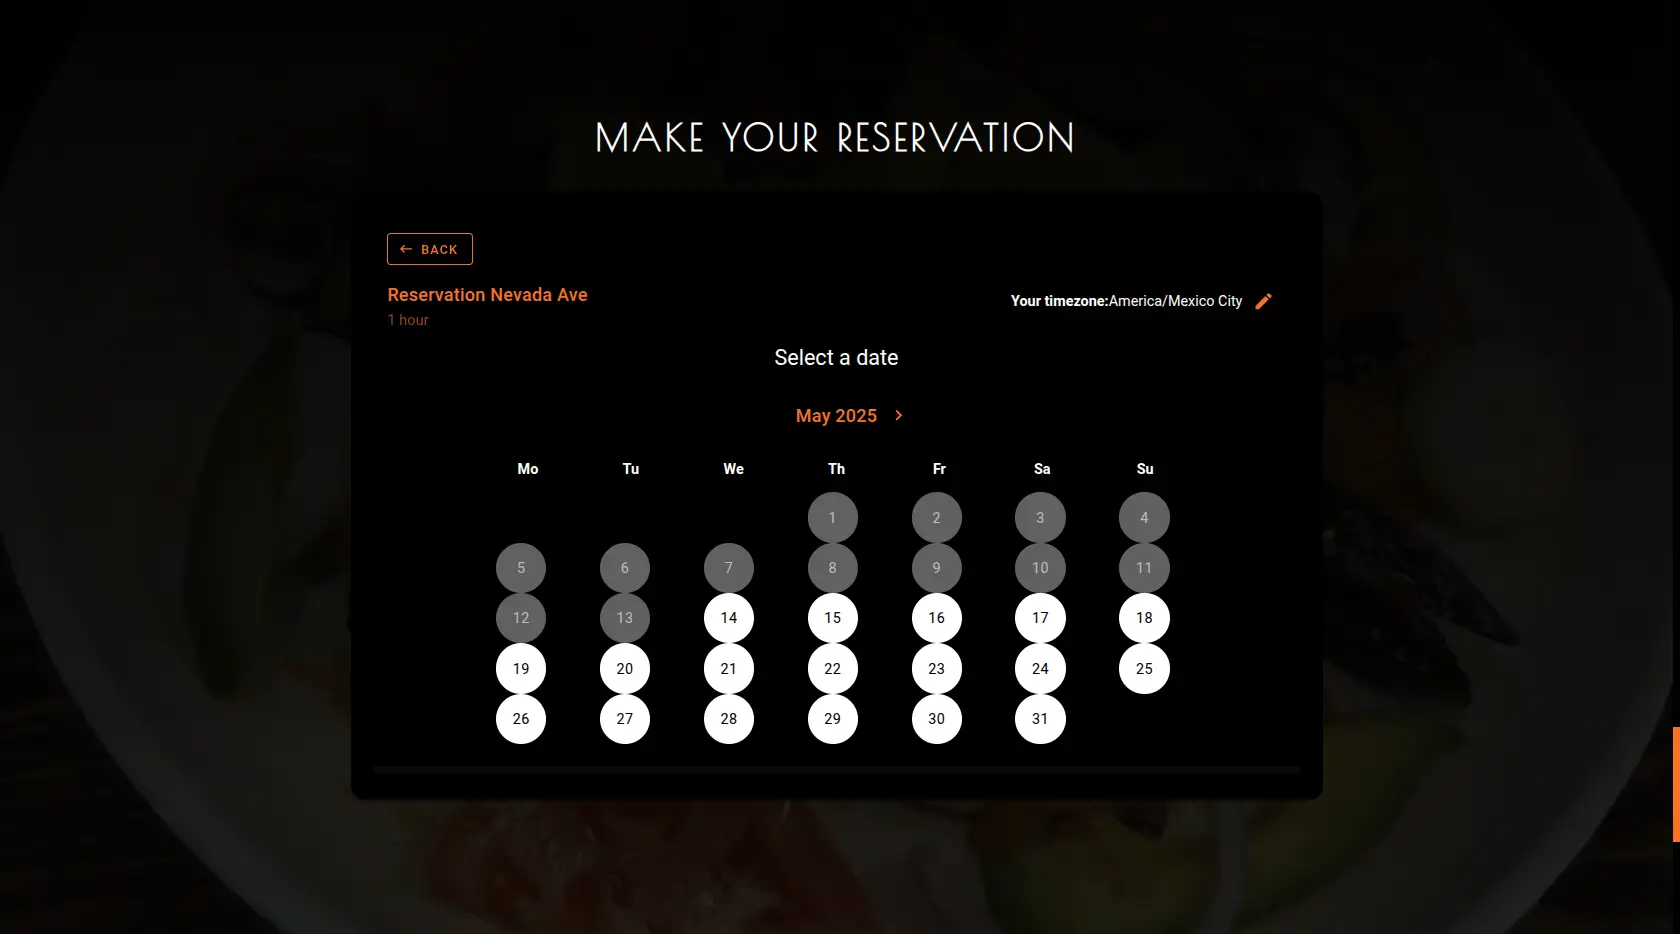 MAKE YOUR RESERVATION
BACK
Reservation Nevada Ave
1 hour
Your timezone:America/Mexico City
Select a date
May 2025
Mo Tu We Th Fr Sa Su
1 2 3 4
5 6 7 8 9 10 11
12 13 14 15 16 17 18
19 20 21 22 23 24 25
26 27 28 29 30 31